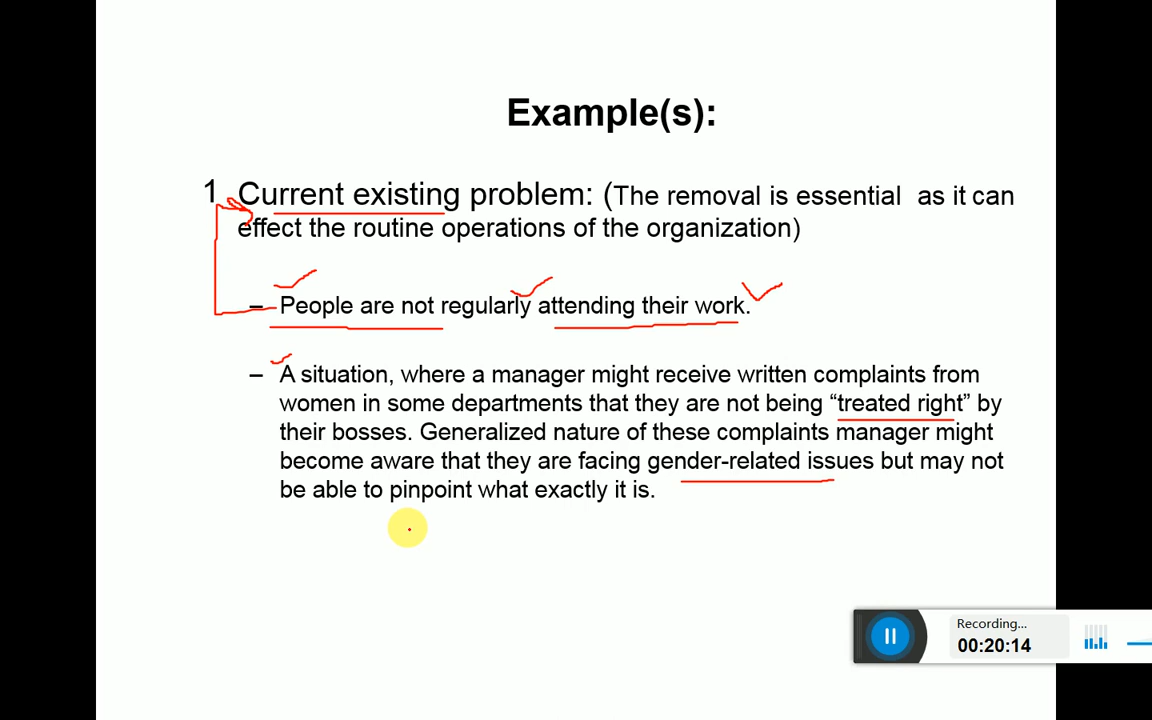 Example(s):
1. Current existing problem: (The removal is essential as it can
effect the routine operations of the organization)
– People are not regularly attending their work.
– A situation, where a manager might receive written complaints from
women in some departments that they are not being “treated right” by
their bosses. Generalized nature of these complaints manager might
become aware that they are facing gender-related issues but may not
be able to pinpoint what exactly it is.
Recording...
00:20:14